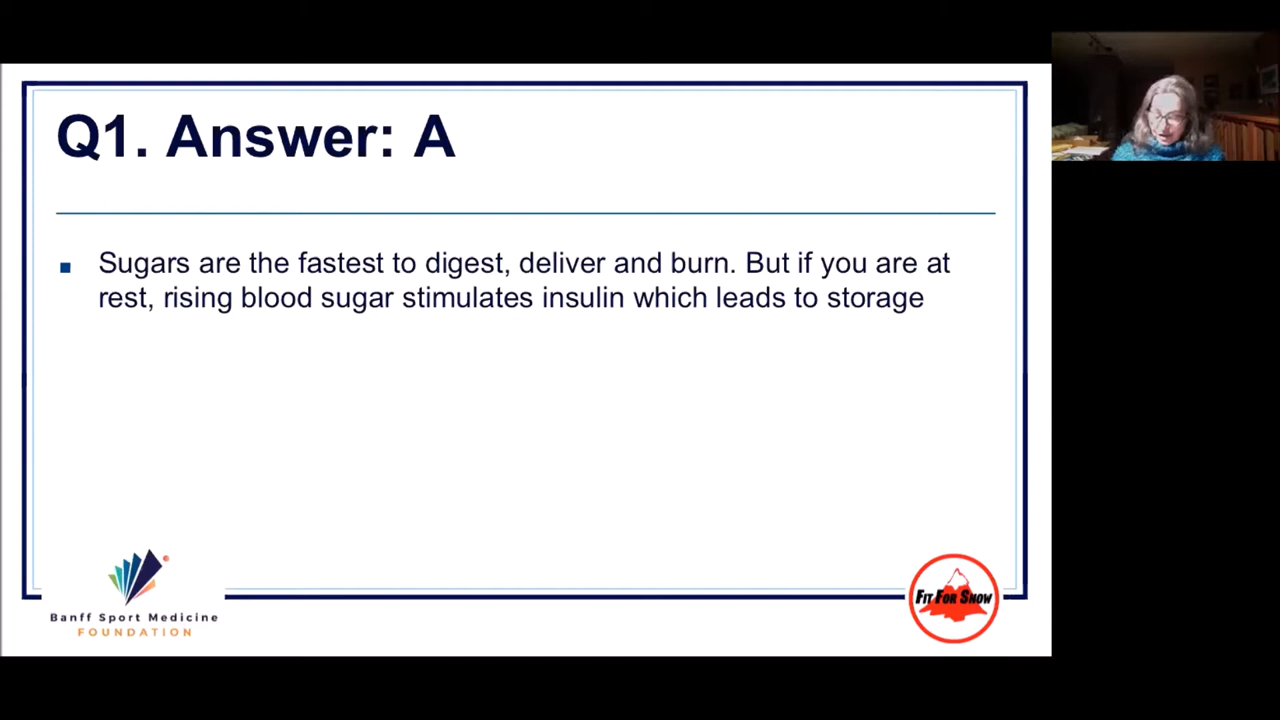 Q1. Answer: A
Sugars are the fastest to digest, deliver and burn. But if you are at
rest, rising blood sugar stimulates insulin which leads to storage
Banff Sport Medicine
FOUNDATION
FIT FOR SNOW